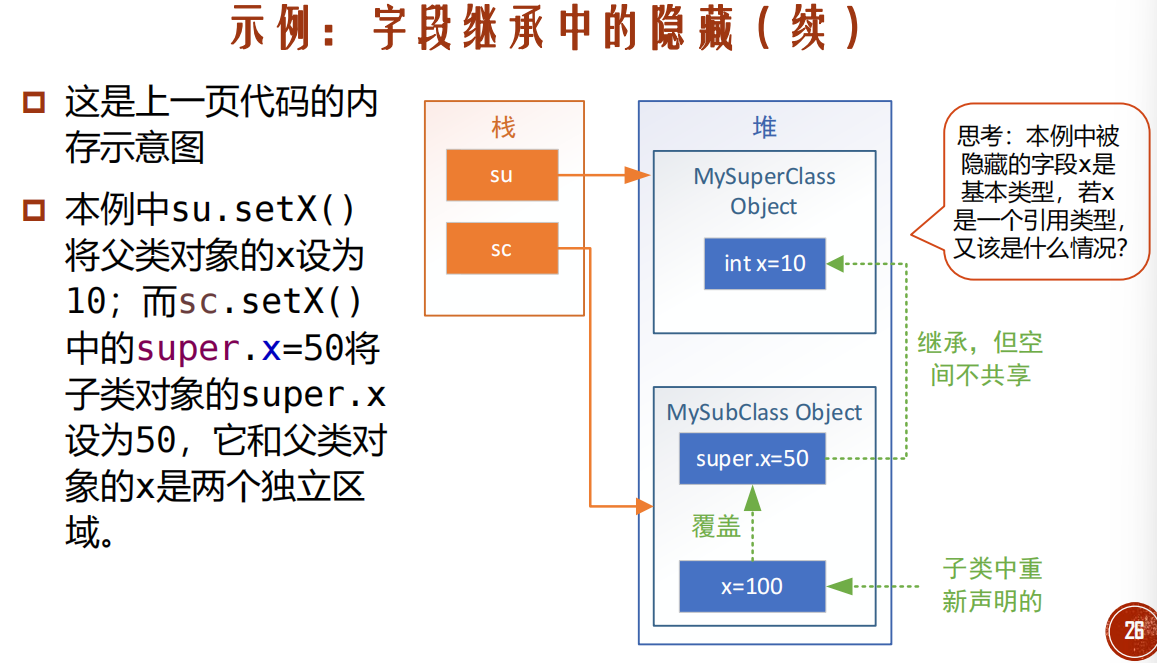 示例：字段继承中的隐藏（续）
这是上一页代码的内
存示意图
本例中su.setX()
将父类对象的x设为
10；而sc.setX()
中的super.x=50将
子类对象的super.x
设为50，它和父类对
象的x是两个独立区
域。
栈
su
sc
堆
MySuperClass
Object
int x=10
MySubClass Object
super.x=50
覆盖
x=100
思考：本例中被
隐藏的字段x是
基本类型，若x
是一个引用类型，
又该是什么情况？
继承，但空
间不共享
子类中重
新声明的
26